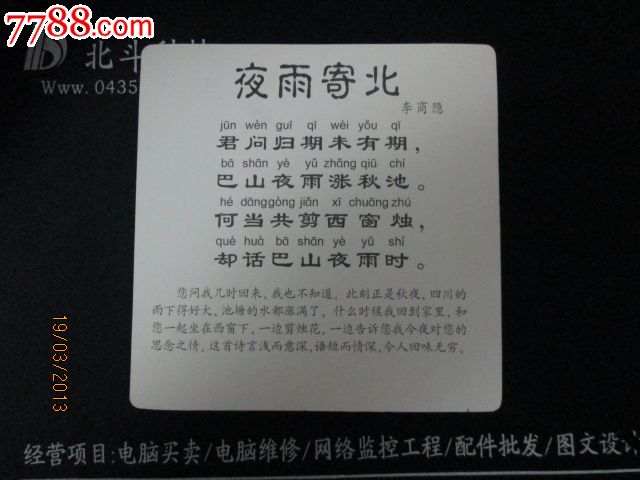 7788.com
北斗
Www.0435
夜雨寄北
李商隐
jūn wèn guī qī wèi yǒu qī
君问归期未有期，
bā shān yè yǔ zhǎng qiū chí
巴山夜雨涨秋池。
hé dāng gòng jiǎn xī chuāng zhú
何当共剪西窗烛，
què huà bā shān yè yǔ shí
却话巴山夜雨时。
您问我几时回来，我也不知道。此刻正是秋夜，四川的
雨下得好大，池塘的水都涨满了。什么时候我回到家里，和
您一起坐在西窗下，一边剪烛花，一边告诉您我今夜对您的
思念之情。这首诗言浅而意深，语短而情深，令人回味无穷。
19/03/2013
经营项目:电脑买卖/电脑维修/网络监控工程/配件批发/图文设计